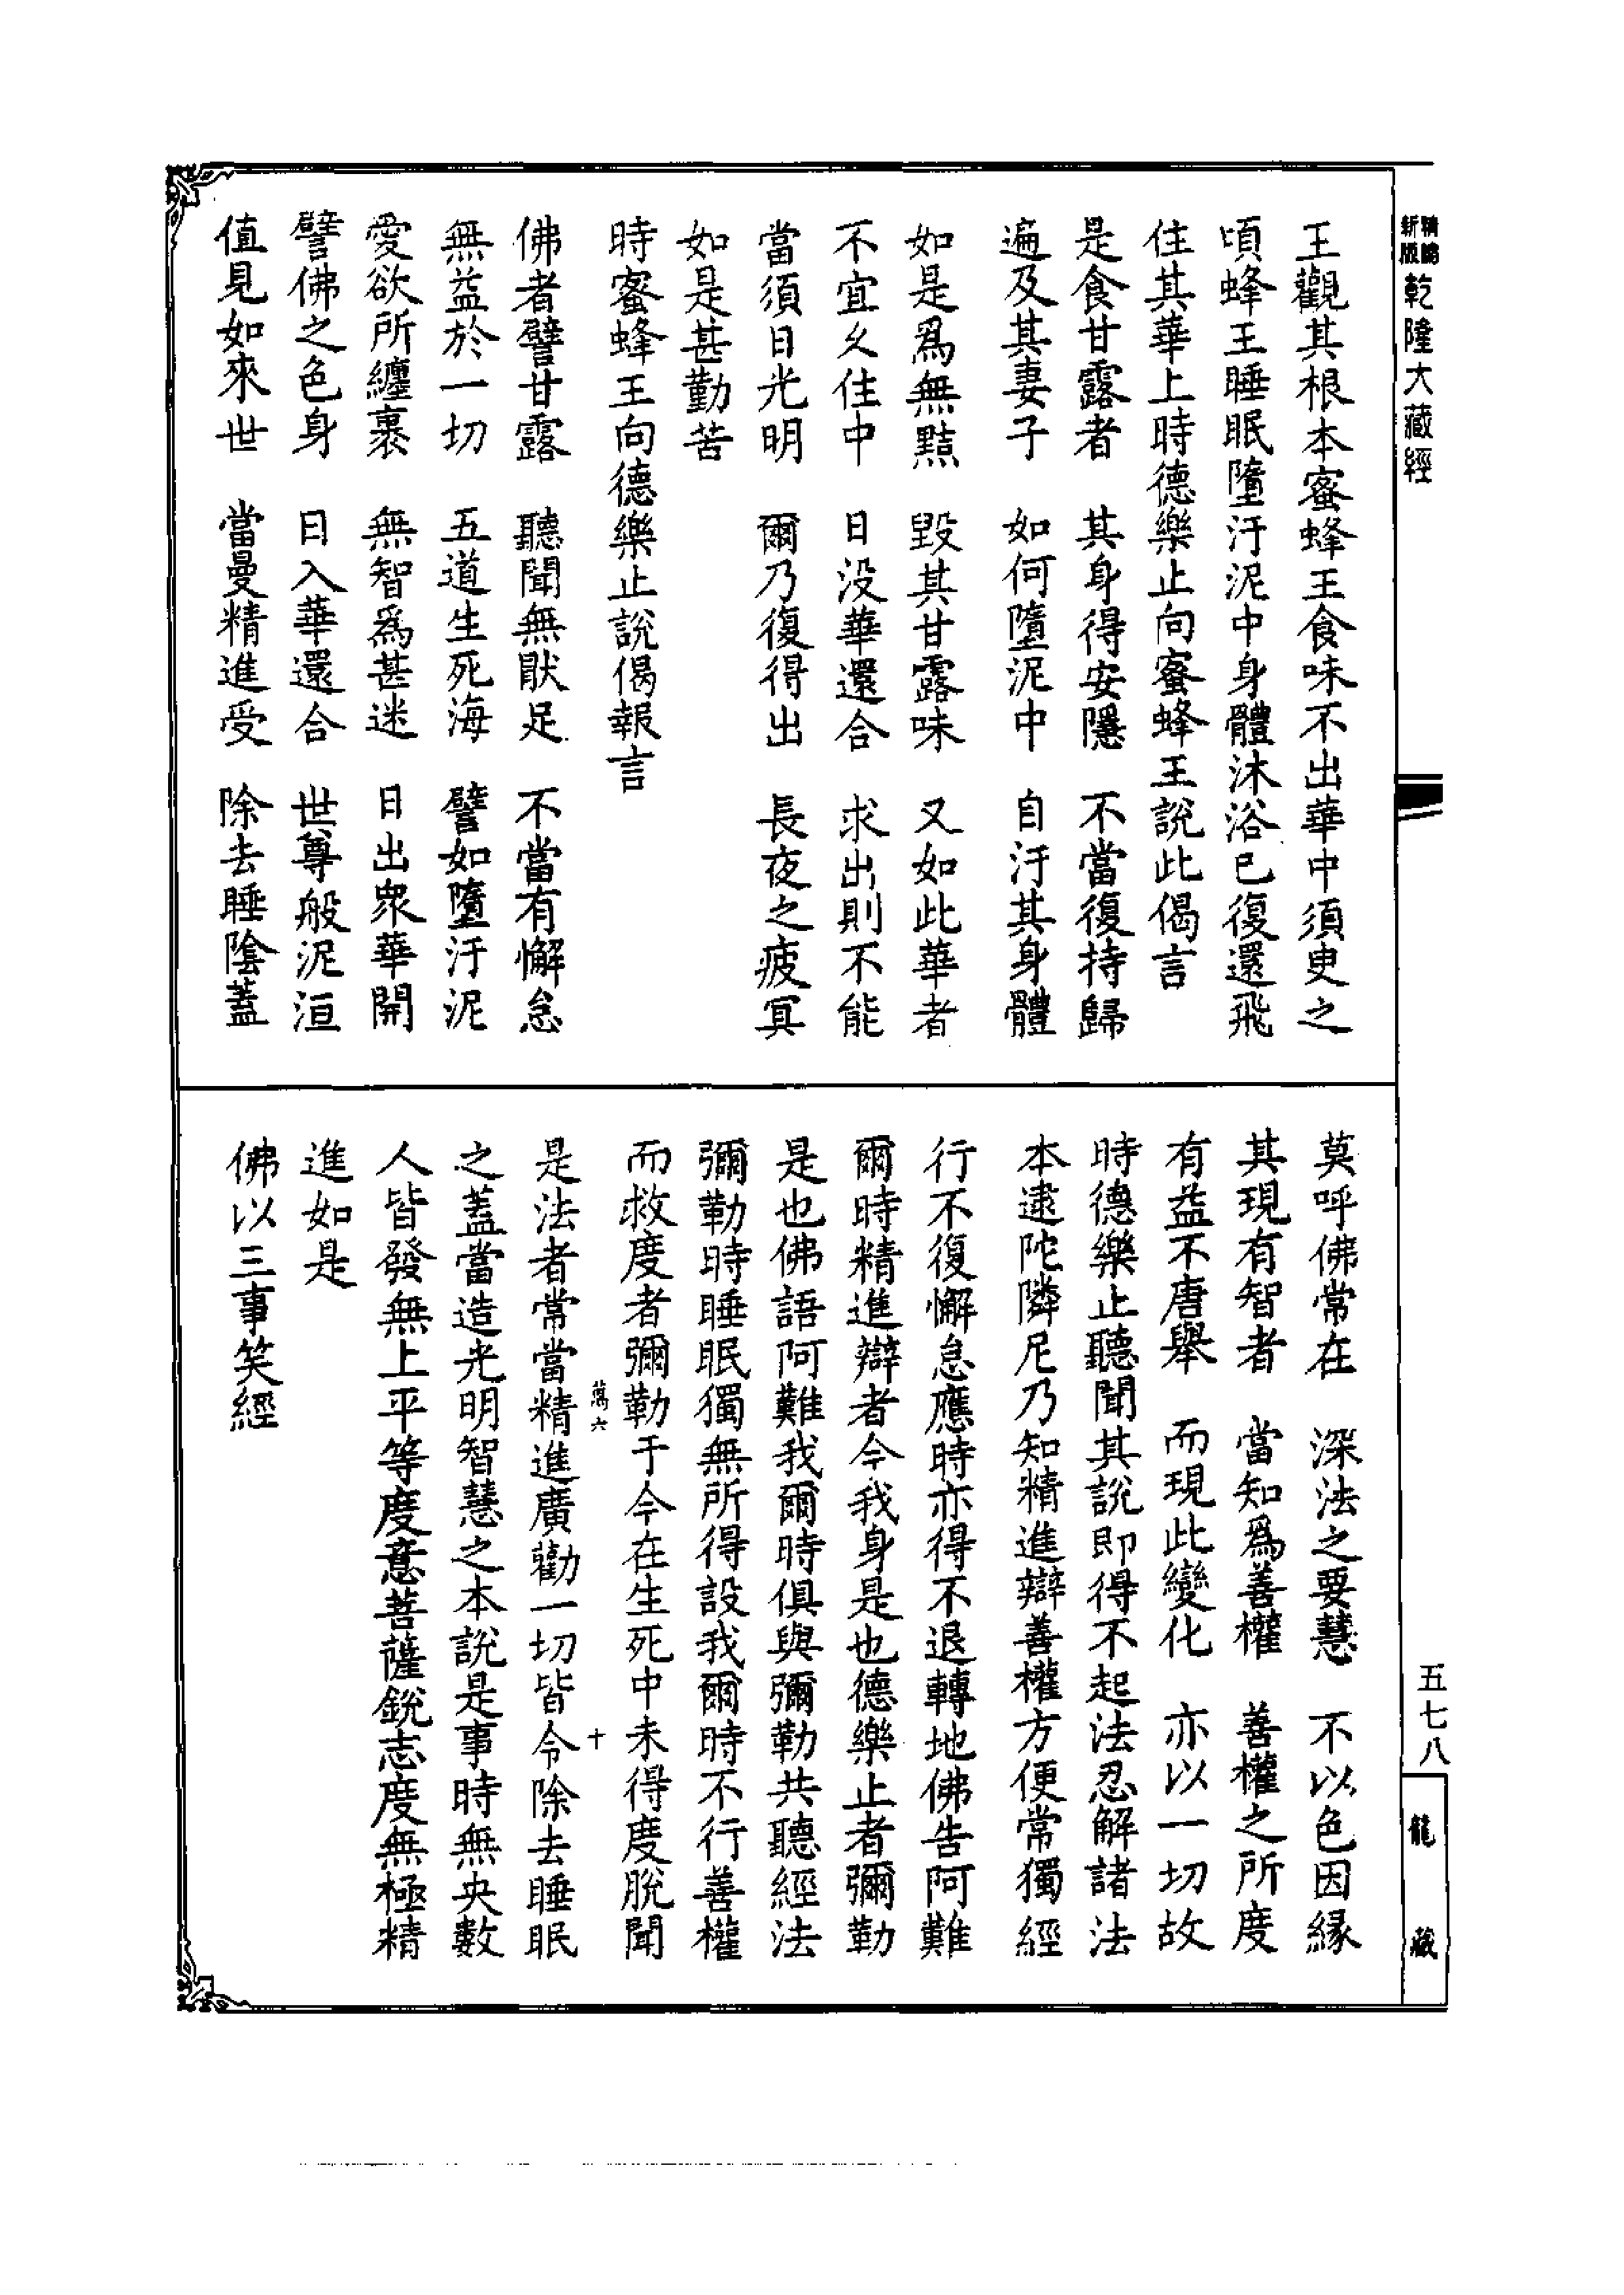 精縮新版乾隆大藏經
五七八
龍藏
王觀其根本蜜蜂王食味不出華中須臾之
頃蜂王睡眠墮汙泥中身體沐浴已復還飛
住其華上時德樂止向蜜蜂王說此偈言
是食甘露者　其身得安隱　不當復持歸
遍及其妻子　如何墮泥中　自汙其身體
如是爲無黠　毀其甘露味　又如此華者
不宜久住中　日沒華還合　求出則不能
當須日光明　爾乃復得出　長夜之疲冥
如是甚勤苦
時蜜蜂王向德樂止說偈報言
佛者譬甘露　聽聞無猒足　不當有懈怠
無益於一切　五道生死海　譬如墮汙泥
愛欲所纏裹　無智爲甚迷　日出衆華開
譬佛之色身　日入華還合　世尊般泥洹
值見如來世　當曼精進受　除去睡陰蓋
莫呼佛常在　深法之要慧　不以色因緣
其現有智者　當知爲善權　善權之所度
有益不唐舉　而現此變化　亦以一切故
時德樂止聽聞其說即得不起法忍解諸法
本逮陀隣尼乃知精進辯善權方便常獨經
行不復懈怠應時亦得不退轉地佛告阿難
爾時精進辯者今我身是也德樂止者彌勒
是也佛語阿難我爾時俱與彌勒共聽經法
彌勒時睡眠獨無所得設我爾時不行善權
而救度者彌勒于今在生死中未得度脫聞
萬六
十
是法者常當精進廣勸一切皆令除去睡眠
之蓋當造光明智慧之本說是事時無央數
人皆發無上平等度意菩薩銳志度無極精
進如是
佛以三事笑經